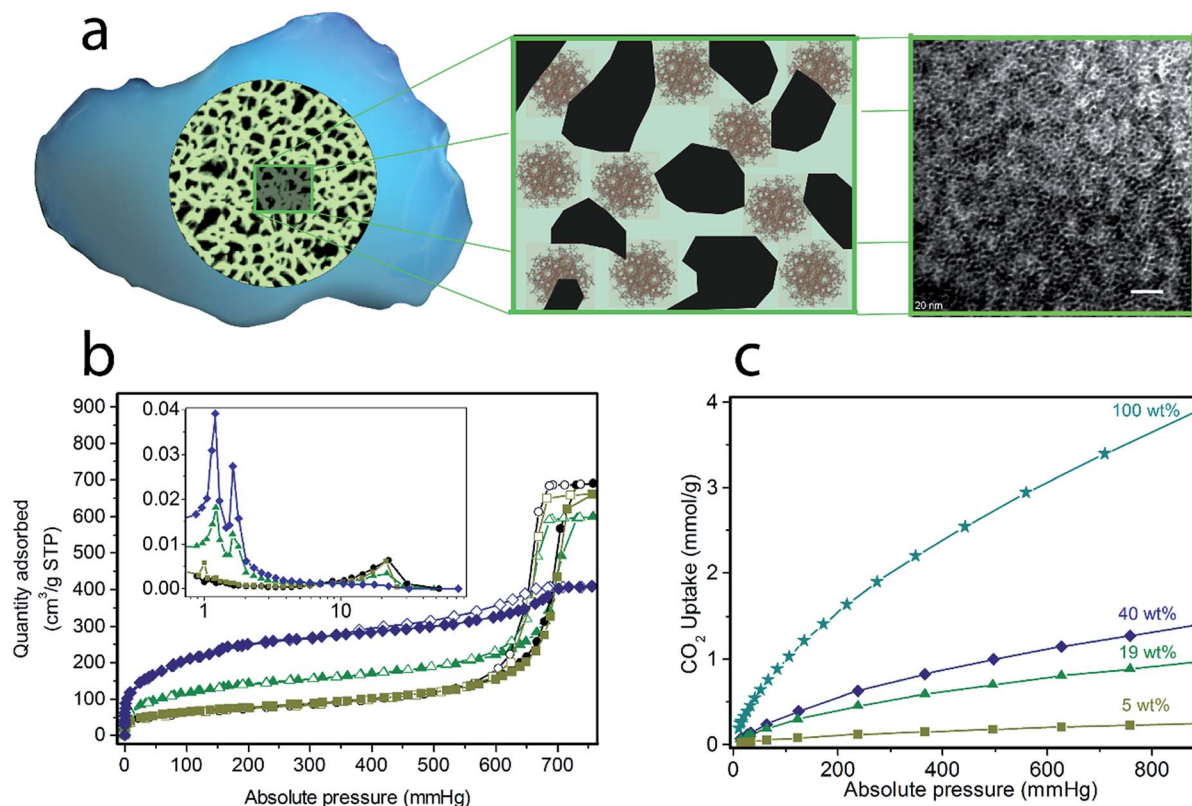 a
20 nm
b
900
800
700
600
500
400
300
200
100
0
Quantity adsorbed
(cm³/g STP)
0.04
0.03
0.02
0.01
0.00
1
10
0 100 200 300 400 500 600 700
Absolute pressure (mmHg)
c
4
3
2
1
0
CO₂ Uptake (mmol/g)
100 wt%
40 wt%
19 wt%
5 wt%
0 200 400 600 800
Absolute pressure (mmHg)